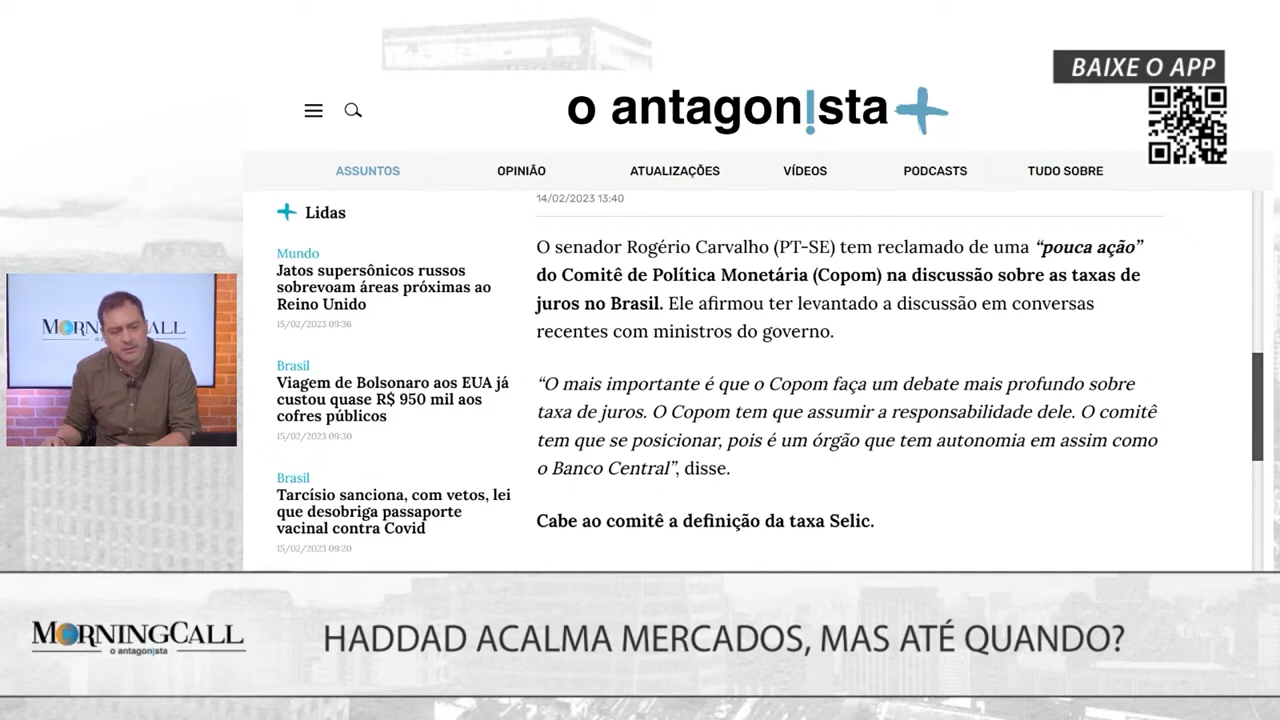 BAIXE O APP
o antagon!sta+
ASSUNTOS
OPINIÃO
ATUALIZAÇÕES
VÍDEOS
PODCASTS
TUDO SOBRE
Lidas
Mundo
Jatos supersônicos russos
sobrevoam áreas próximas ao
Reino Unido
15/02/2023 09:36
Brasil
Viagem de Bolsonaro aos EUA já
custou quase R$ 950 mil aos
cofres públicos
15/02/2023 09:30
Brasil
Tarcísio sanciona, com vetos, lei
que desobriga passaporte
vacinal contra Covid
15/02/2023 09:20
14/02/2023 13:40
O senador Rogério Carvalho (PT-SE) tem reclamado de uma “pouca ação”
do Comitê de Política Monetária (Copom) na discussão sobre as taxas de
juros no Brasil. Ele afirmou ter levantado a discussão em conversas
recentes com ministros do governo.
“O mais importante é que o Copom faça um debate mais profundo sobre
taxa de juros. O Copom tem que assumir a responsabilidade dele. O comitê
tem que se posicionar, pois é um órgão que tem autonomia em assim como
o Banco Central”, disse.
Cabe ao comitê a definição da taxa Selic.
MORNINGCALL
o antagon!sta
HADDAD ACALMA MERCADOS, MAS ATÉ QUANDO?